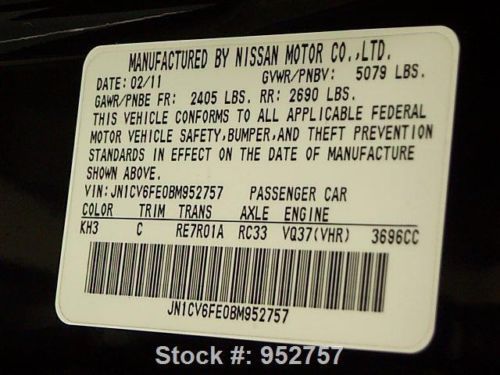 MANUFACTURED BY NISSAN MOTOR CO.,LTD.
DATE: 02/11 GVWR/PNBV: 5079 LBS.
GAWR/PNBE FR: 2405 LBS. RR: 2690 LBS.
THIS VEHICLE CONFORMS TO ALL APPLICABLE FEDERAL
MOTOR VEHICLE SAFETY,BUMPER,AND THEFT PREVENTION
STANDARDS IN EFFECT ON THE DATE OF MANUFACTURE
SHOWN ABOVE.
VIN:JN1CV6FE0BM952757 PASSENGER CAR
COLOR TRIM TRANS AXLE ENGINE
KH3 C RE7R01A RC33 VQ37(VHR) 3696CC
JN1CV6FE0BM952757
Stock #: 952757